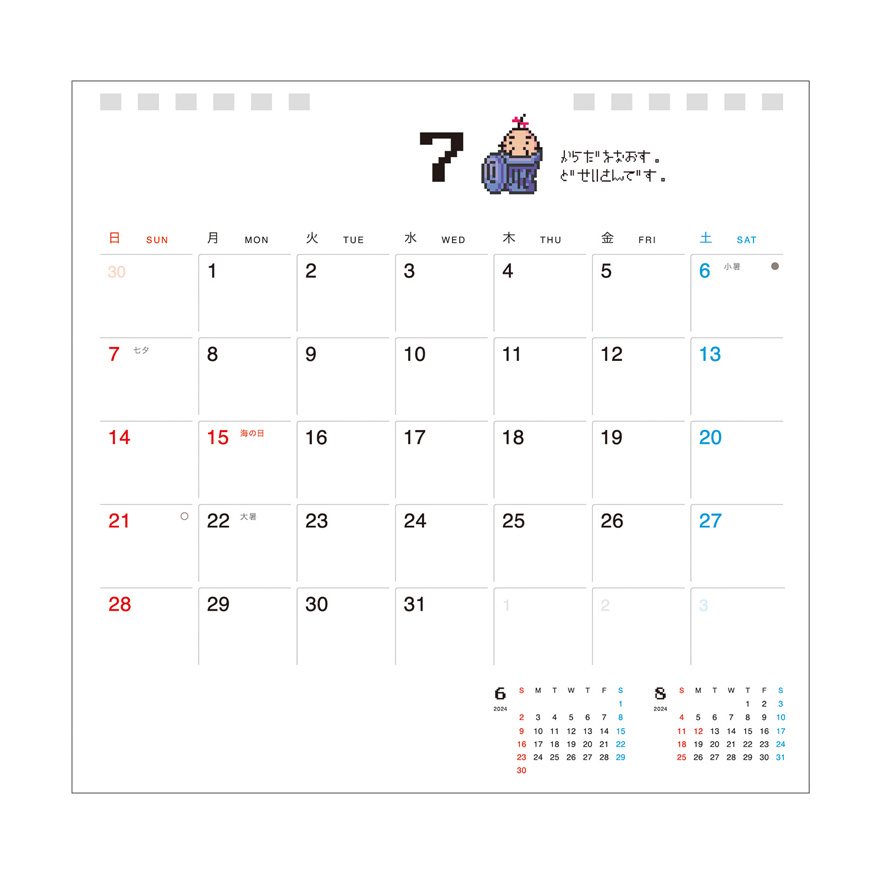 7
からだをなおす。
どせいさんです。
日 SUN 月 MON 火 TUE 水 WED 木 THU 金 FRI 土 SAT
30 1 2 3 4 5 6 小暑
7 七夕 8 9 10 11 12 13
14 15 海の日 16 17 18 19 20
21 22 大暑 23 24 25 26 27
28 29 30 31 1 2 3
6 2024
S M T W T F S
1
2 3 4 5 6 7 8
9 10 11 12 13 14 15
16 17 18 19 20 21 22
23 24 25 26 27 28 29
30
8 2024
S M T W T F S
1 2 3
4 5 6 7 8 9 10
11 12 13 14 15 16 17
18 19 20 21 22 23 24
25 26 27 28 29 30 31